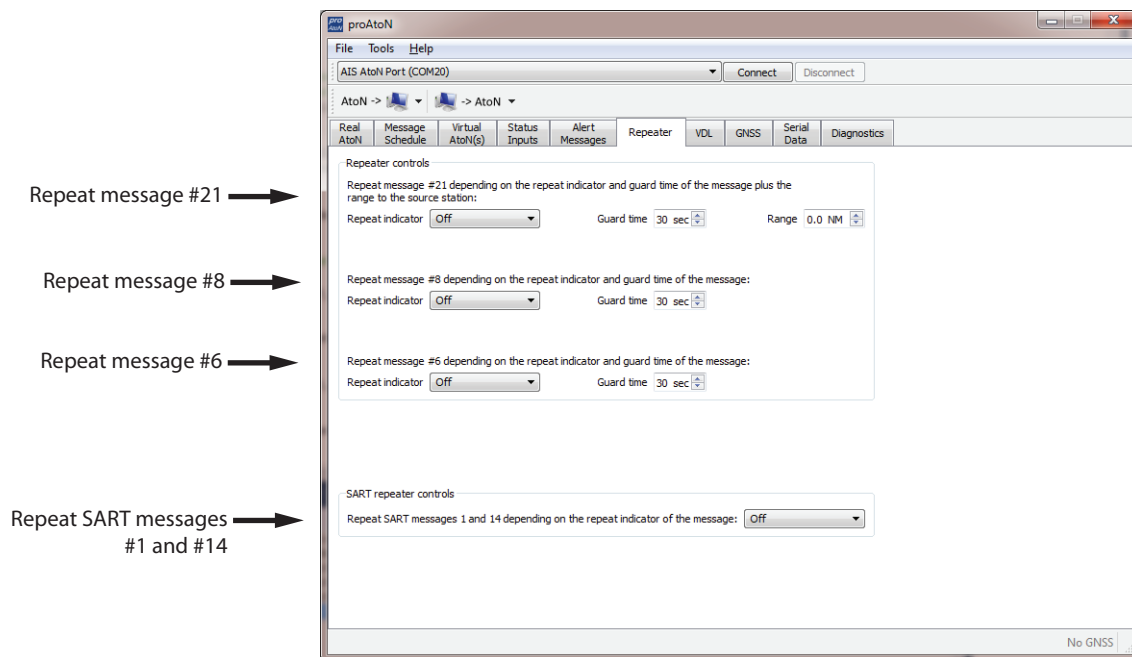 pro
AtoN
proAtoN
File Tools Help
AIS AtoN Port (COM20) Connect Disconnect
AtoN -> -> AtoN
Real AtoN Message Schedule Virtual AtoN(s) Status Inputs Alert Messages Repeater VDL GNSS Serial Data Diagnostics
Repeater controls
Repeat message #21
Repeat message #21 depending on the repeat indicator and guard time of the message plus the
range to the source station:
Repeat indicator Off Guard time 30 sec Range 0.0 NM
Repeat message #8
Repeat message #8 depending on the repeat indicator and guard time of the message:
Repeat indicator Off Guard time 30 sec
Repeat message #6
Repeat message #6 depending on the repeat indicator and guard time of the message:
Repeat indicator Off Guard time 30 sec
SART repeater controls
Repeat SART messages
#1 and #14
Repeat SART messages 1 and 14 depending on the repeat indicator of the message: Off
No GNSS